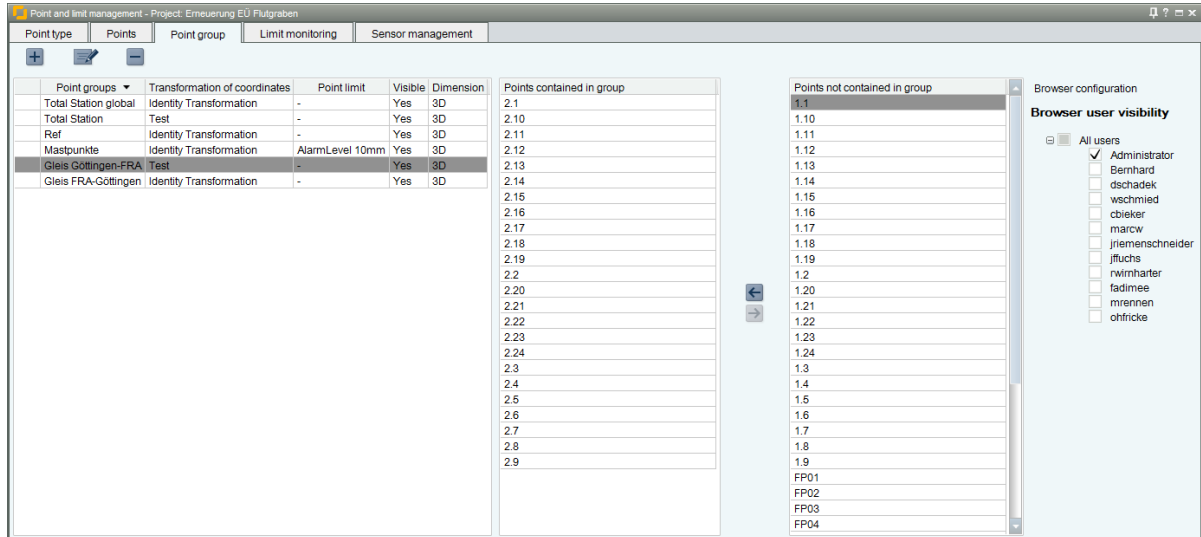 Point and limit management - Project: Erneuerung EÜ Flutgraben
Point type Points Point group Limit monitoring Sensor management
Point groups Transformation of coordinates Point limit Visible Dimension
Total Station global Identity Transformation - Yes 3D
Total Station Test - Yes 3D
Ref Identity Transformation - Yes 3D
Mastpunkte Identity Transformation AlarmLevel 10mm Yes 3D
Gleis Göttingen-FRA Test - Yes 3D
Gleis FRA-Göttingen Identity Transformation - Yes 3D
Points contained in group
2.1
2.10
2.11
2.12
2.13
2.14
2.15
2.16
2.17
2.18
2.19
2.2
2.20
2.21
2.22
2.23
2.24
2.3
2.4
2.5
2.6
2.7
2.8
2.9
Points not contained in group
1.1
1.10
1.11
1.12
1.13
1.14
1.15
1.16
1.17
1.18
1.19
1.2
1.20
1.21
1.22
1.23
1.24
1.3
1.4
1.5
1.6
1.7
1.8
1.9
FP01
FP02
FP03
FP04
Browser configuration
Browser user visibility
All users
Administrator
Bernhard
dschadek
wschmied
cbieker
marcw
jriemenschneider
jffuchs
rwirnharter
fadimee
mrennen
ohfricke